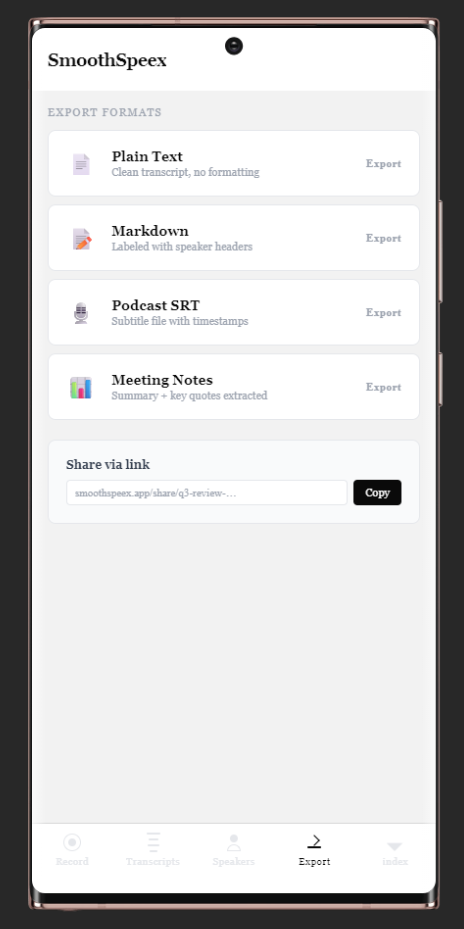 SmoothSpeex
EXPORT FORMATS
Plain Text
Clean transcript, no formatting
Export
Markdown
Labeled with speaker headers
Export
Podcast SRT
Subtitle file with timestamps
Export
Meeting Notes
Summary + key quotes extracted
Export
Share via link
smoothspeex.app/share/q3-review-...
Copy
Record
Transcripts
Speakers
Export
index